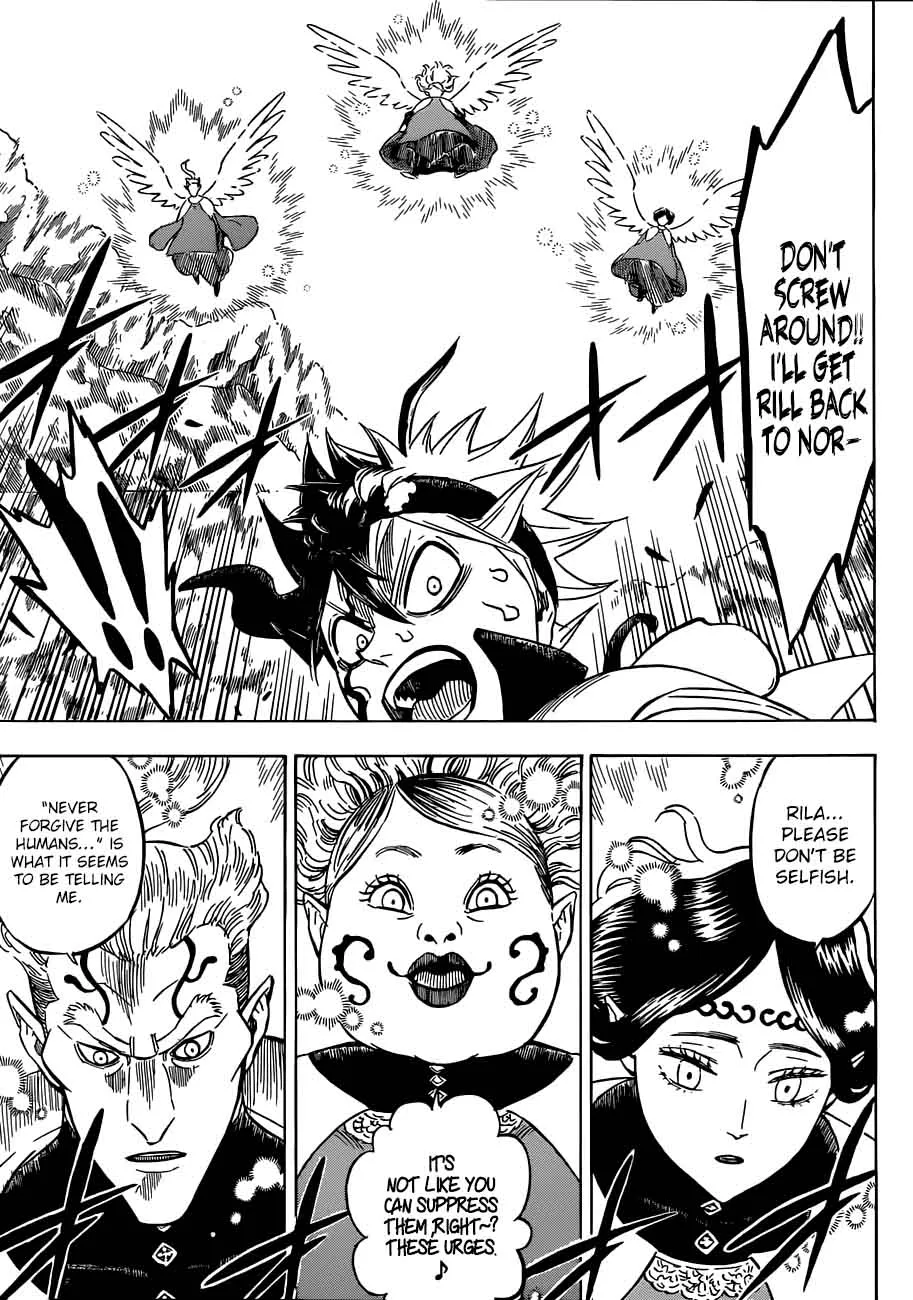 DON'T
SCREW
AROUND!!
I'LL GET
RILL BACK
TO NOR-
!!
RILA...
PLEASE
DON'T BE
SELFISH.
IT'S
NOT LIKE YOU
CAN SUPPRESS
THEM RIGHT~?
THESE URGES.
♪
"NEVER
FORGIVE THE
HUMANS..." IS
WHAT IT SEEMS
TO BE TELLING
ME.